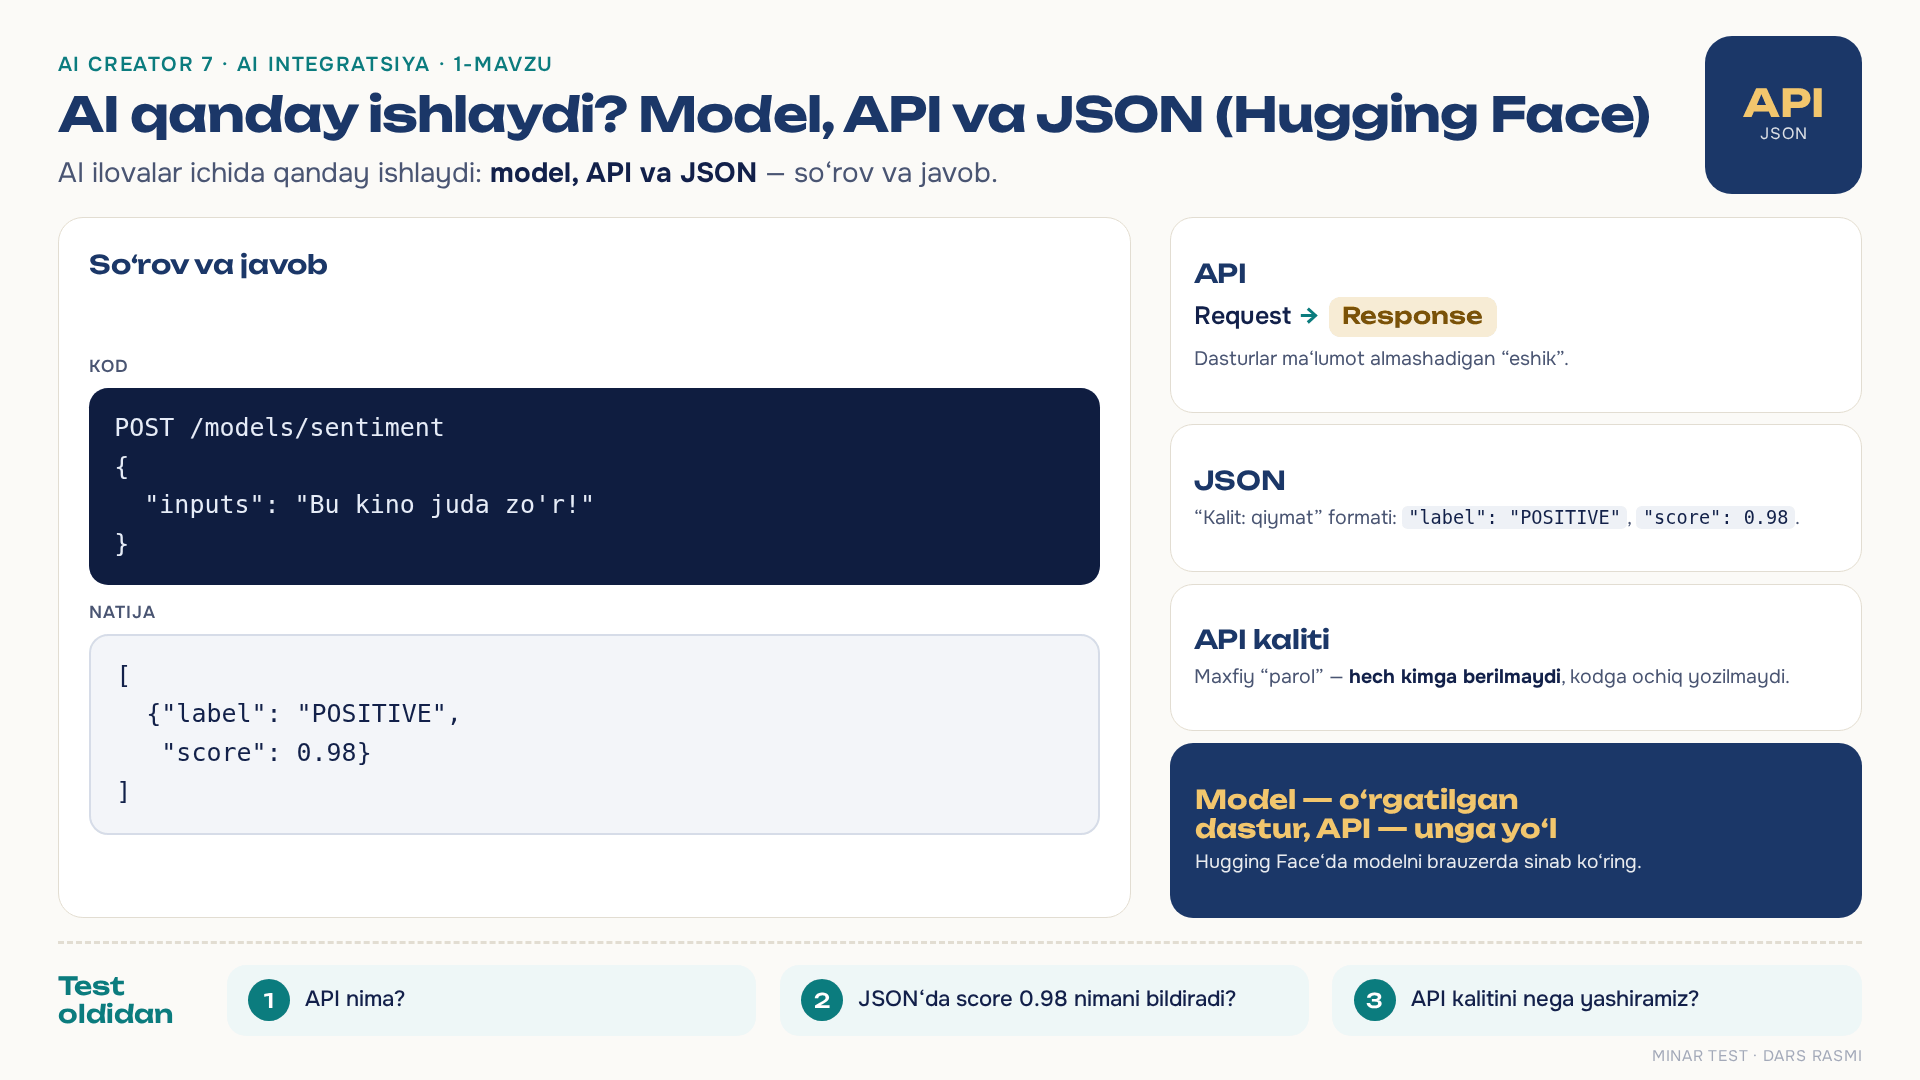 AI CREATOR 7 · AI INTEGRATSIYA · 1-MAVZU
AI qanday ishlaydi? Model, API va JSON (Hugging Face)
AI ilovalar ichida qanday ishlaydi: model, API va JSON — so‘rov va javob.
API
JSON
So‘rov va javob
KOD
POST /models/sentiment
{
  "inputs": "Bu kino juda zo'r!"
}
NATIJA
[
  {"label": "POSITIVE",
   "score": 0.98}
]
API
Request → Response
Dasturlar ma‘lumot almashadigan “eshik”.
JSON
“Kalit: qiymat” formati: "label": "POSITIVE", "score": 0.98.
API kaliti
Maxfiy “parol” — hech kimga berilmaydi, kodga ochiq yozilmaydi.
Model — o‘rgatilgan
dastur, API — unga yo‘l
Hugging Face‘da modelni brauzerda sinab ko‘ring.
Test
oldidan
1 API nima?
2 JSON‘da score 0.98 nimani bildiradi?
3 API kalitini nega yashiramiz?
MINAR TEST · DARS RASMI